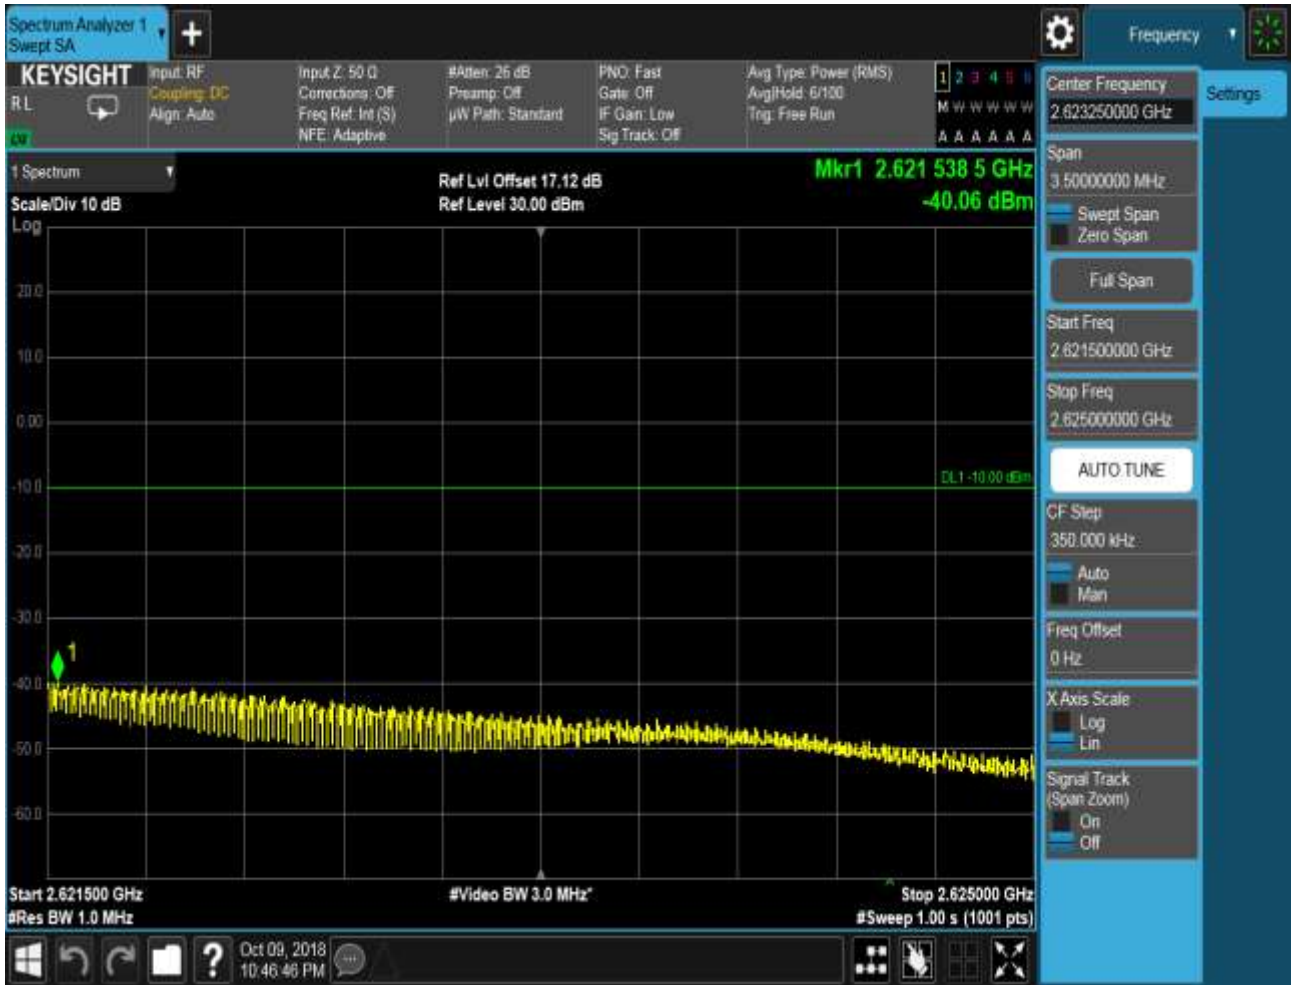 Spectrum Analyzer 1
Swept SA
Frequency
KEYSIGHT
RL
Input: RF
Coupling: DC
Align: Auto
Input Z: 50 Ω
Corrections: Off
Freq Ref: Int (S)
NFE: Adaptive
#Atten: 26 dB
Preamp: Off
µW Path: Standard
PNO: Fast
Gate: Off
IF Gain: Low
Sig Track: Off
Avg Type: Power (RMS)
Avg|Hold: 6/100
Trig: Free Run
1 2 3 4 5 6
M W W W W W
A A A A A A
1 Spectrum
Scale/Div 10 dB
Ref Lvl Offset 17.12 dB
Ref Level 30.00 dBm
Mkr1 2.621 538 5 GHz
-40.06 dBm
Log
20.0
10.0
0.00
-10.0
DL1 -10.00 dBm
-20.0
-30.0
1
-40.0
-50.0
-60.0
Start 2.621500 GHz
#Video BW 3.0 MHz*
Stop 2.625000 GHz
#Res BW 1.0 MHz
#Sweep 1.00 s (1001 pts)
Oct 09, 2018
10:46:46 PM
?
Center Frequency
2.623250000 GHz
Settings
Span
3.50000000 MHz
Swept Span
Zero Span
Full Span
Start Freq
2.621500000 GHz
Stop Freq
2.625000000 GHz
AUTO TUNE
CF Step
350.000 kHz
Auto
Man
Freq Offset
0 Hz
X Axis Scale
Log
Lin
Signal Track
(Span Zoom)
On
Off